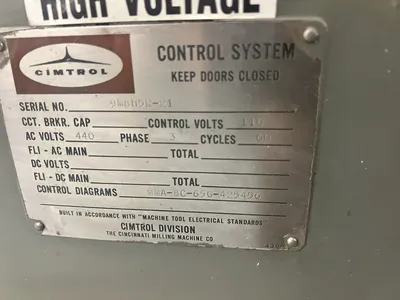 HIGH VOLTAGE
CIMTROL
CONTROL SYSTEM
KEEP DOORS CLOSED
SERIAL NO.
CCT. BRKR. CAP. CONTROL VOLTS 110
AC VOLTS 440 PHASE 3 CYCLES 60
FLI - AC MAIN TOTAL
DC VOLTS
FLI - DC MAIN TOTAL
CONTROL DIAGRAMS
BUILT IN ACCORDANCE WITH "MACHINE TOOL ELECTRICAL STANDARDS"
CIMTROL DIVISION
THE CINCINNATI MILLING MACHINE CO